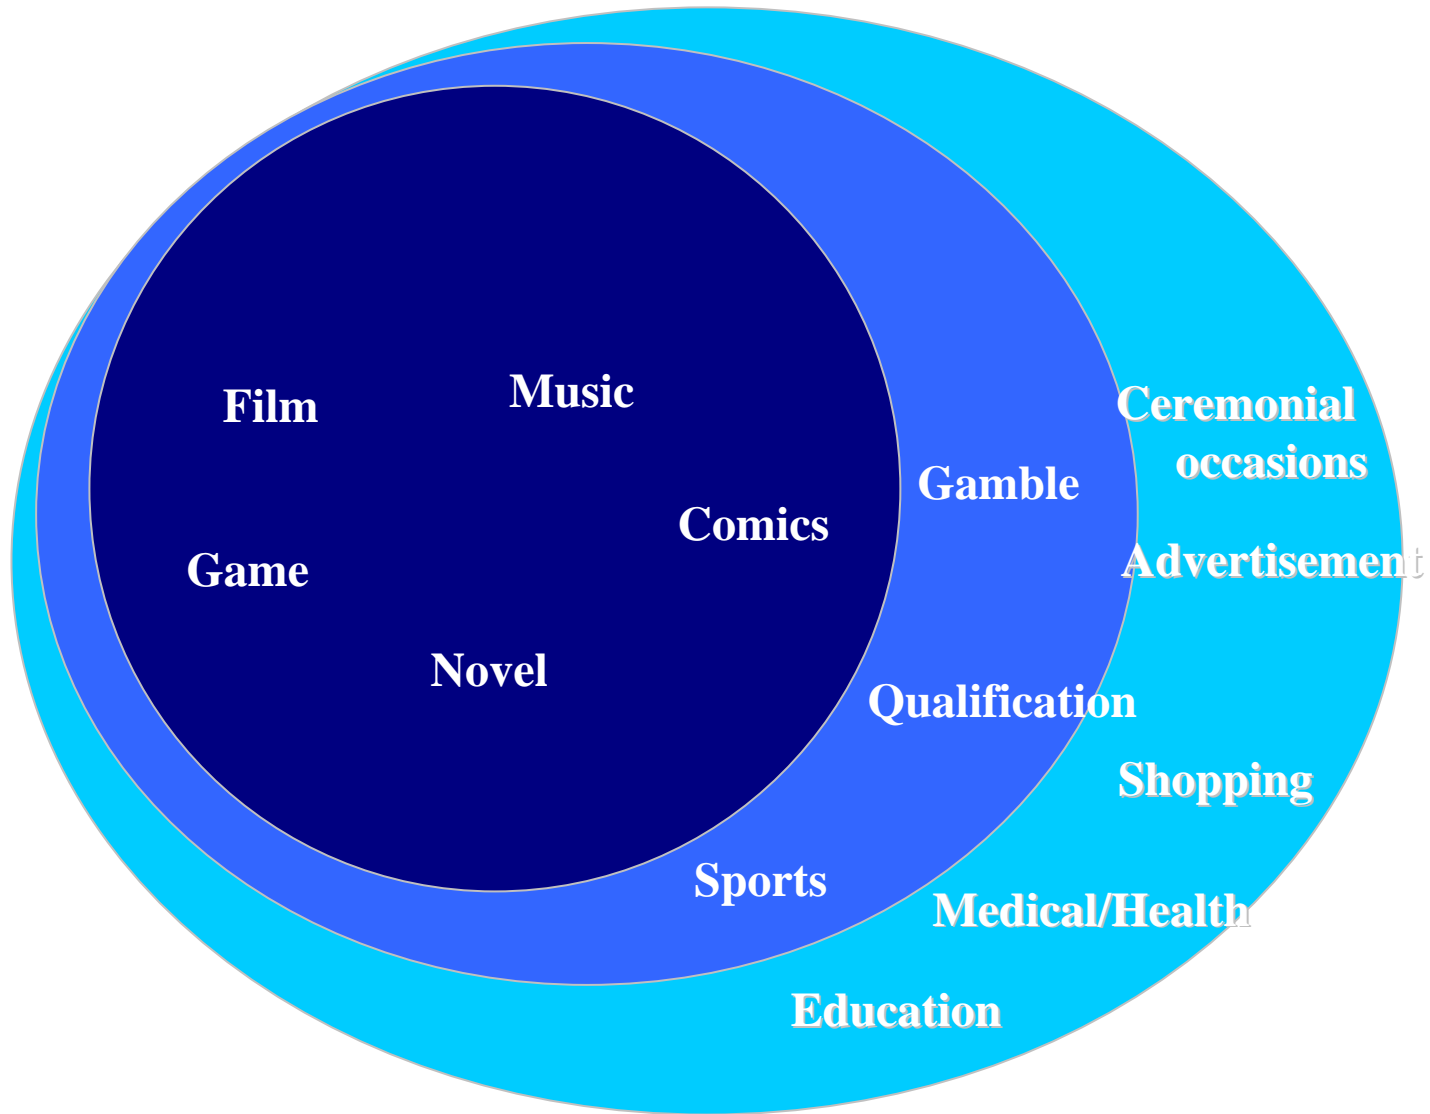 Film
Music
Ceremonial
occasions
Gamble
Comics
Advertisement
Game
Novel
Qualification
Shopping
Sports
Medical/Health
Education